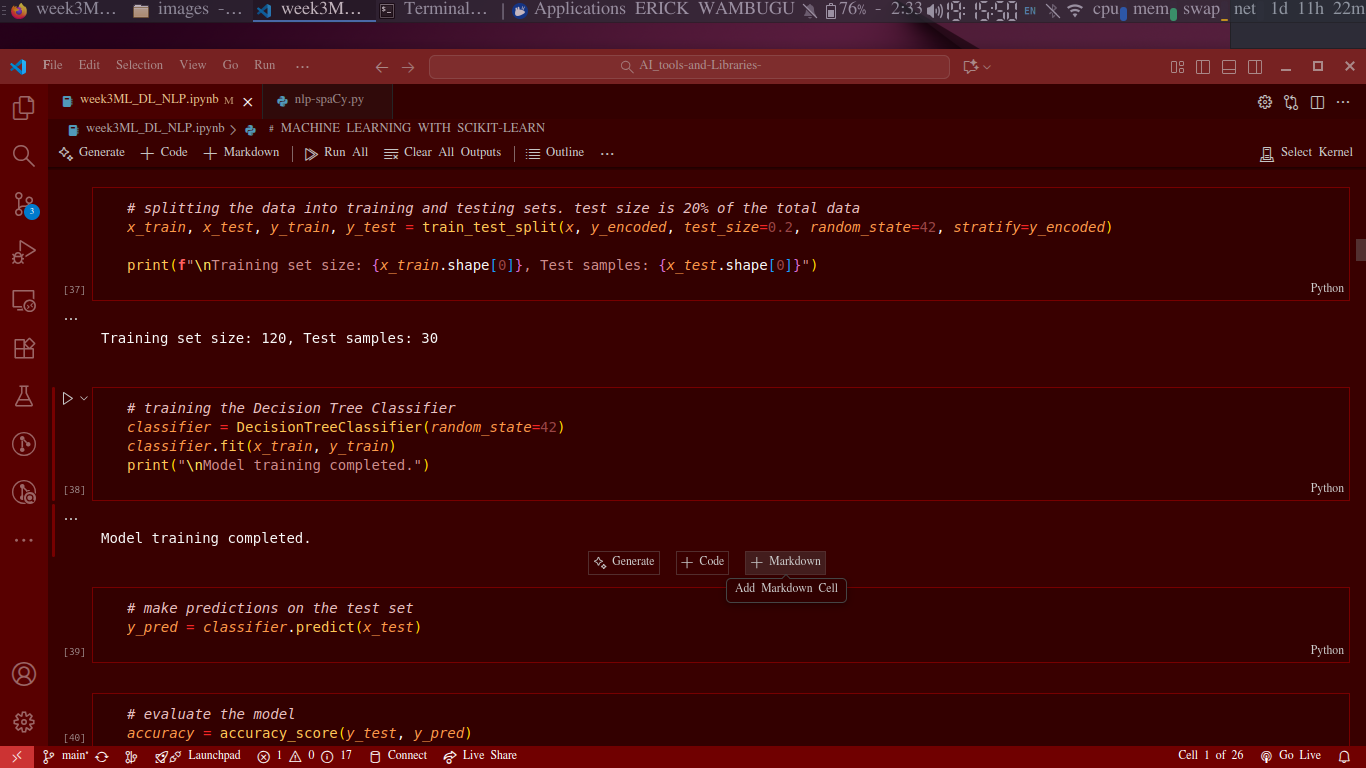 week3M... images -... week3M... Terminal... Applications ERICK WAMBUGU 76% - 2:33 19: 15:50 EN cpu mem swap net 1d 11h 22m
File Edit Selection View Go Run ... AI_tools-and-Libraries-
week3ML_DL_NLP.ipynb M nlp-spaCy.py
week3ML_DL_NLP.ipynb > # MACHINE LEARNING WITH SCIKIT-LEARN
Generate + Code + Markdown Run All Clear All Outputs Outline ... Select Kernel
# splitting the data into training and testing sets. test size is 20% of the total data
x_train, x_test, y_train, y_test = train_test_split(x, y_encoded, test_size=0.2, random_state=42, stratify=y_encoded)
print(f"\nTraining set size: {x_train.shape[0]}, Test samples: {x_test.shape[0]}")
[37] Python
...
Training set size: 120, Test samples: 30
# training the Decision Tree Classifier
classifier = DecisionTreeClassifier(random_state=42)
classifier.fit(x_train, y_train)
print("\nModel training completed.")
[38] Python
...
Model training completed.
Generate + Code + Markdown
Add Markdown Cell
# make predictions on the test set
y_pred = classifier.predict(x_test)
[39] Python
# evaluate the model
accuracy = accuracy_score(y_test, y_pred)
[40]
3
main* Launchpad 1 0 17 Connect Live Share Cell 1 of 26 Go Live